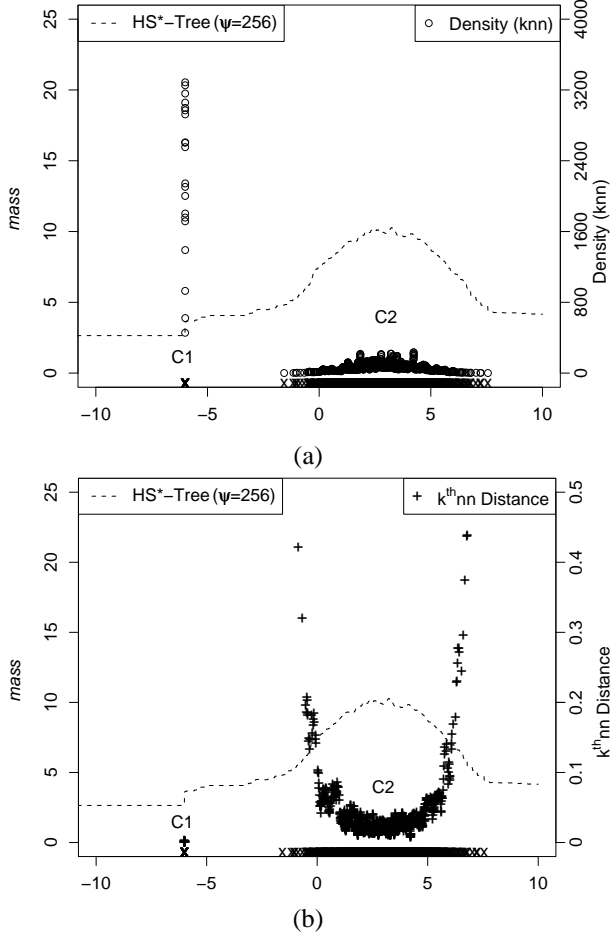 HS*−Tree (ψ=256)
Density (knn)
25
20
15
10
5
0
mass
4000
3200
2400
1600
800
0
Density (knn)
C1
C2
−10 −5 0 5 10
(a)
HS*−Tree (ψ=256)
k^th nn Distance
25
20
15
10
5
0
mass
0.5
0.4
0.3
0.2
0.1
0
k^th nn Distance
C1
C2
−10 −5 0 5 10
(b)